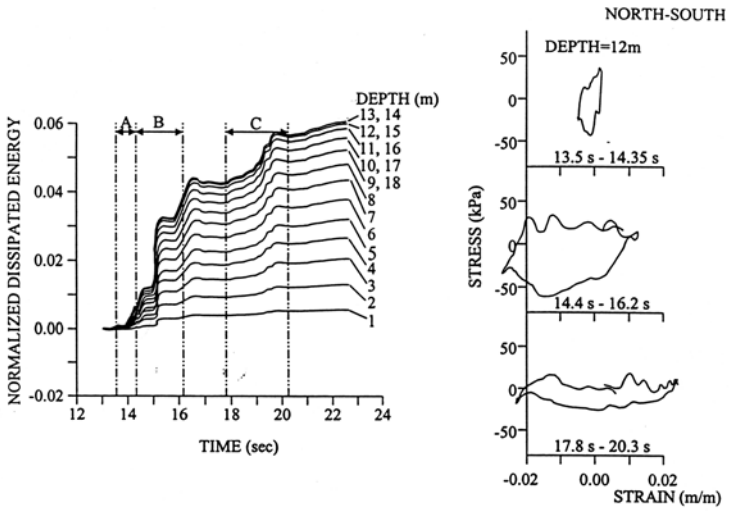 NORTH-SOUTH
DEPTH=12m
50
0
-50
13.5 s - 14.35 s
50
0
-50
14.4 s - 16.2 s
50
0
-50
17.8 s - 20.3 s
-0.02 0.00 0.02
STRAIN (m/m)
STRESS (kPa)
NORMALIZED DISSIPATED ENERGY
0.06
0.04
0.02
0.00
-0.02
12 14 16 18 20 22 24
TIME (sec)
A B C
DEPTH (m)
13, 14
12, 15
11, 16
10, 17
9, 18
8
7
6
5
4
3
2
1